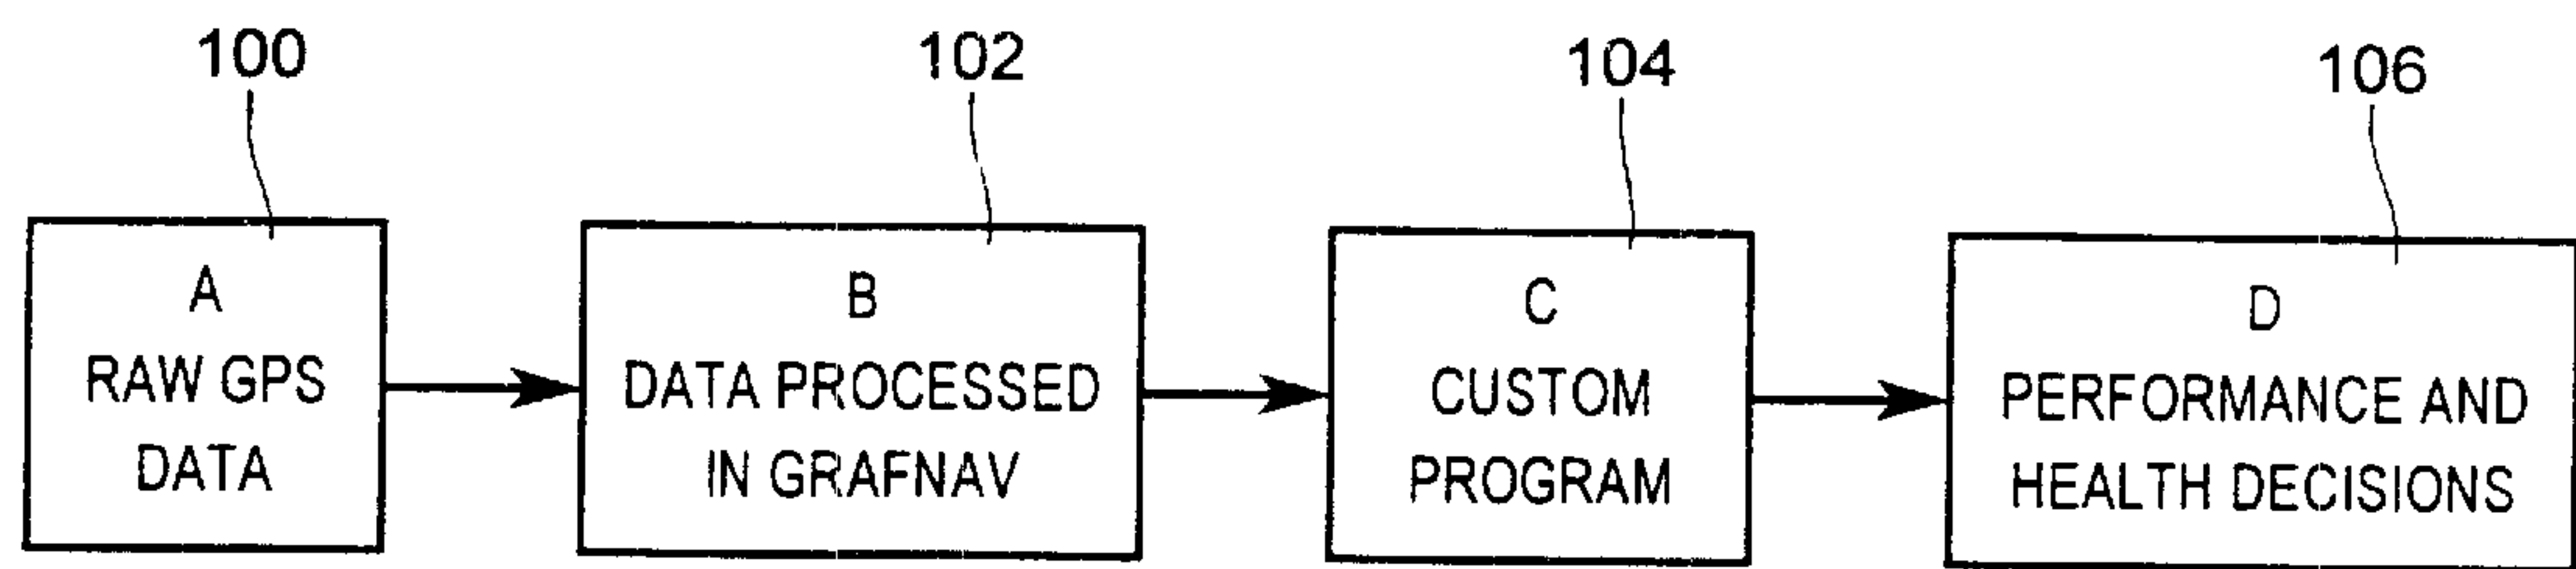 100
102
104
106
A
RAW GPS
DATA
B
DATA PROCESSED
IN GRAFNAV
C
CUSTOM
PROGRAM
D
PERFORMANCE AND
HEALTH DECISIONS